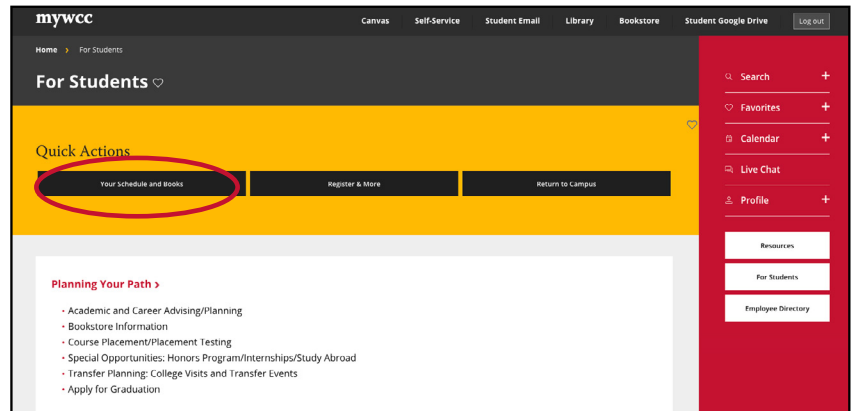 mywcc
Canvas Self-Service Student Email Library Bookstore Student Google Drive Log out
Home > For Students
For Students
Search +
Favorites +
Calendar +
Live Chat
Profile +
Resources
For Students
Employee Directory
Quick Actions
Your Schedule and Books Register & More Return to Campus
Planning Your Path >
• Academic and Career Advising/Planning
• Bookstore Information
• Course Placement/Placement Testing
• Special Opportunities: Honors Program/Internships/Study Abroad
• Transfer Planning: College Visits and Transfer Events
• Apply for Graduation